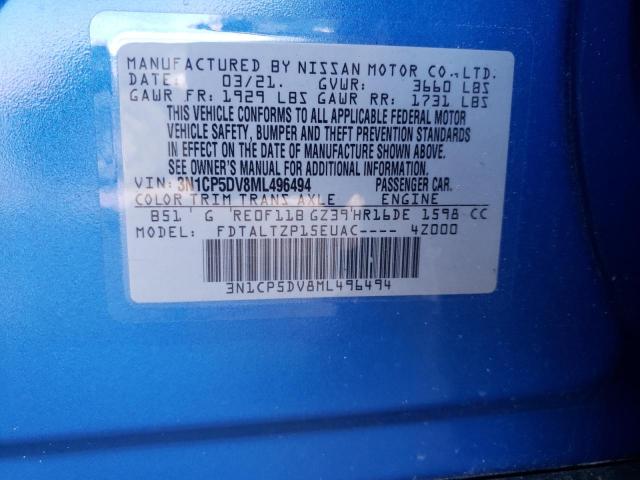 MANUFACTURED BY NISSAN MOTOR CO.,LTD.
DATE: 03/21. GVWR: 3660 LBS
GAWR FR: 1929 LBS GAWR RR: 1731 LBS
THIS VEHICLE CONFORMS TO ALL APPLICABLE FEDERAL MOTOR
VEHICLE SAFETY, BUMPER AND THEFT PREVENTION STANDARDS
IN EFFECT ON THE DATE OF MANUFACTURE SHOWN ABOVE.
SEE OWNER'S MANUAL FOR ADDITIONAL INFORMATION.
VIN: 3N1CP5DV8ML496494 PASSENGER CAR.
COLOR TRIM TRANS AXLE ENGINE
B51 G RE0F11B GZ39 HR16DE 1598 CC
MODEL: FDTALTZP15EUAC---- 4Z000
3N1CP5DV8ML496494